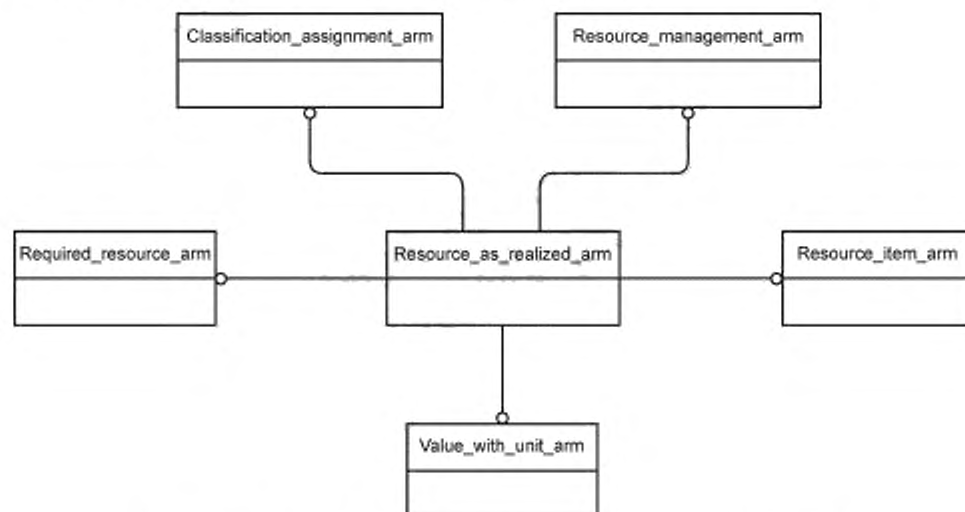 Classification_assignment_arm
Resource_management_arm
Required_resource_arm
Resource_as_realized_arm
Resource_item_arm
Value_with_unit_arm